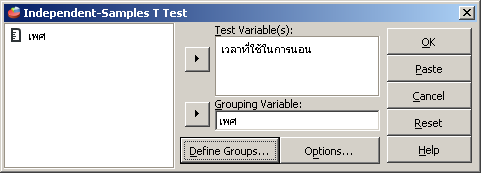 Independent-Samples T Test
เพศ
Test Variable(s):
เวลาที่ใช้ในการนอน
Grouping Variable:
เพศ
Define Groups...
Options...
OK
Paste
Cancel
Reset
Help